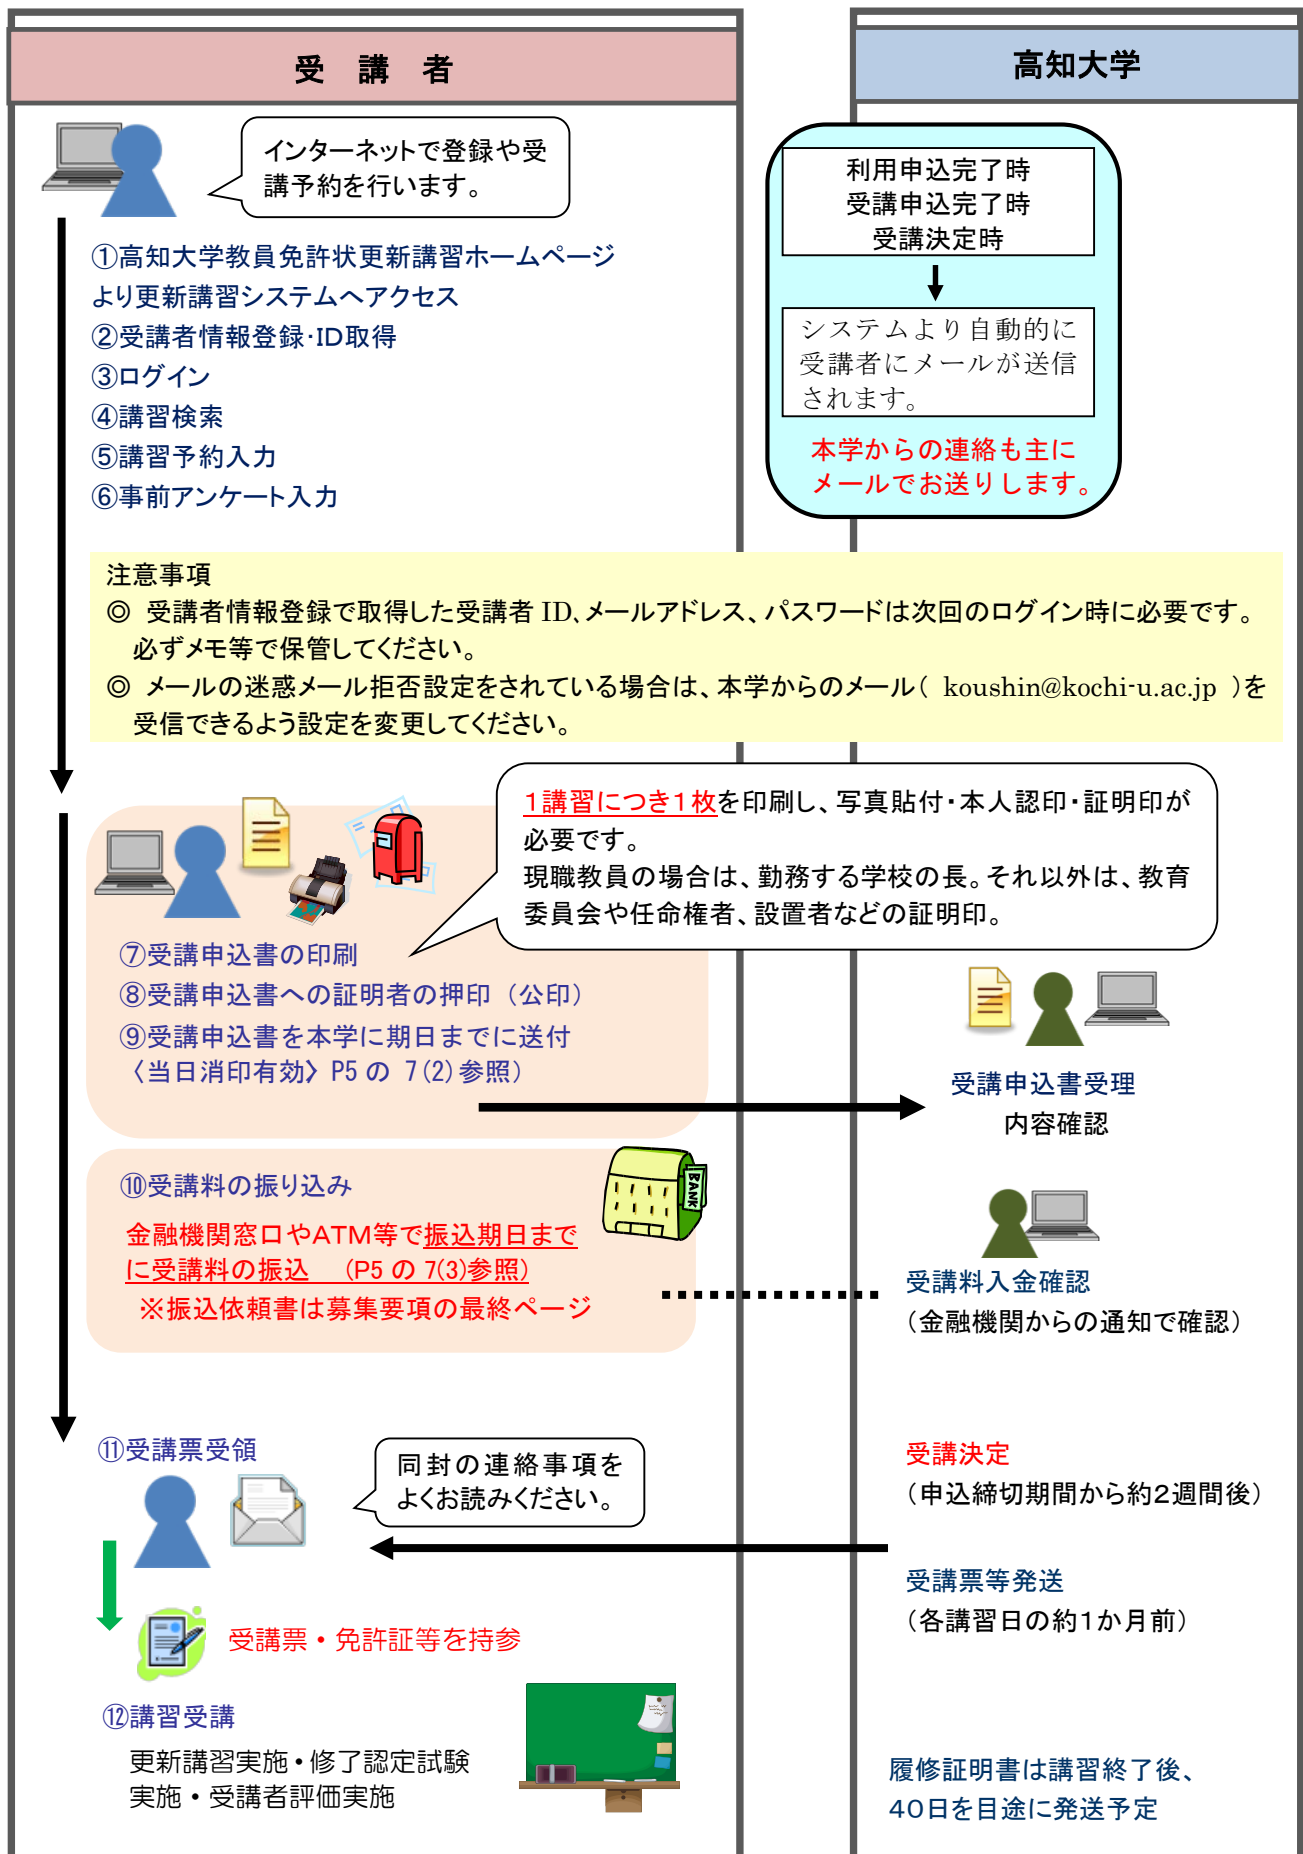 受　講　者
高知大学
インターネットで登録や受
講予約を行います。
①高知大学教員免許状更新講習ホームページ
より更新講習システムへアクセス
②受講者情報登録・ID取得
③ログイン
④講習検索
⑤講習予約入力
⑥事前アンケート入力
利用申込完了時
受講申込完了時
受講決定時
システムより自動的に
受講者にメールが送信
されます。
本学からの連絡も主に
メールでお送りします。
注意事項
◎ 受講者情報登録で取得した受講者 ID、メールアドレス、パスワードは次回のログイン時に必要です。
必ずメモ等で保管してください。
◎ メールの迷惑メール拒否設定をされている場合は、本学からのメール（ koushin@kochi-u.ac.jp ）を
受信できるよう設定を変更してください。
1講習につき1枚を印刷し、写真貼付・本人認印・証明印が
必要です。
現職教員の場合は、勤務する学校の長。それ以外は、教育
委員会や任命権者、設置者などの証明印。
⑦受講申込書の印刷
⑧受講申込書への証明者の押印（公印）
⑨受講申込書を本学に期日までに送付
〈当日消印有効〉P5 の 7(2)参照）
受講申込書受理
内容確認
⑩受講料の振り込み
BANK
金融機関窓口やATM等で振込期日まで
に受講料の振込　（P5 の 7(3)参照）
※振込依頼書は募集要項の最終ページ
受講料入金確認
（金融機関からの通知で確認）
⑪受講票受領
同封の連絡事項を
よくお読みください。
受講決定
（申込締切期間から約2週間後）
受講票等発送
（各講習日の約1か月前）
受講票・免許証等を持参
⑫講習受講
更新講習実施・修了認定試験
実施・受講者評価実施
履修証明書は講習終了後、
40日を目途に発送予定